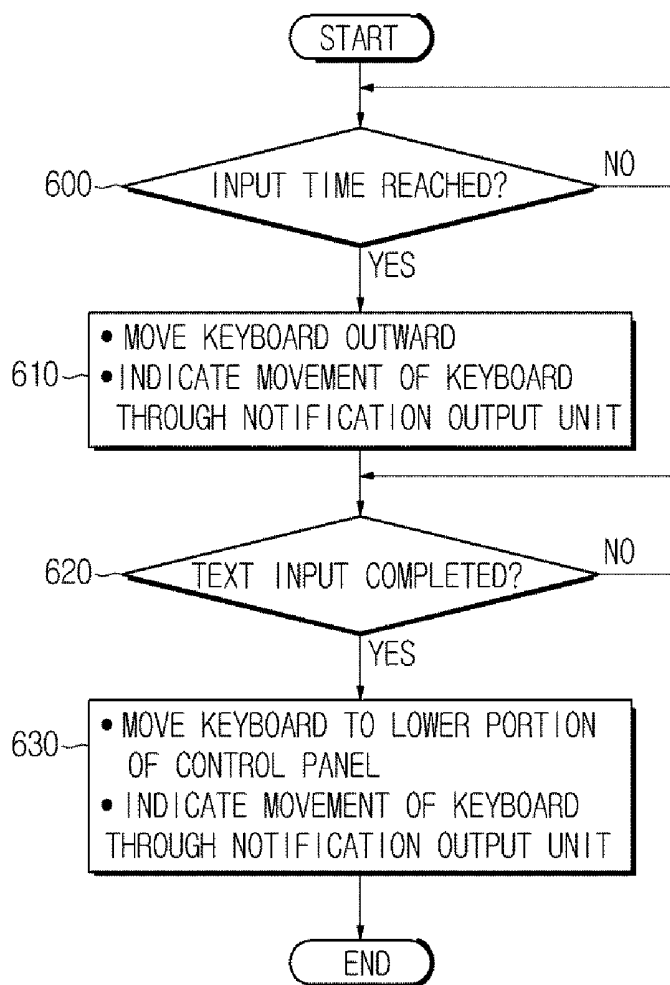 START
600
INPUT TIME REACHED?
NO
YES
610
• MOVE KEYBOARD OUTWARD
• INDICATE MOVEMENT OF KEYBOARD
THROUGH NOTIFICATION OUTPUT UNIT
620
TEXT INPUT COMPLETED?
NO
YES
630
• MOVE KEYBOARD TO LOWER PORTION
OF CONTROL PANEL
• INDICATE MOVEMENT OF KEYBOARD
THROUGH NOTIFICATION OUTPUT UNIT
END